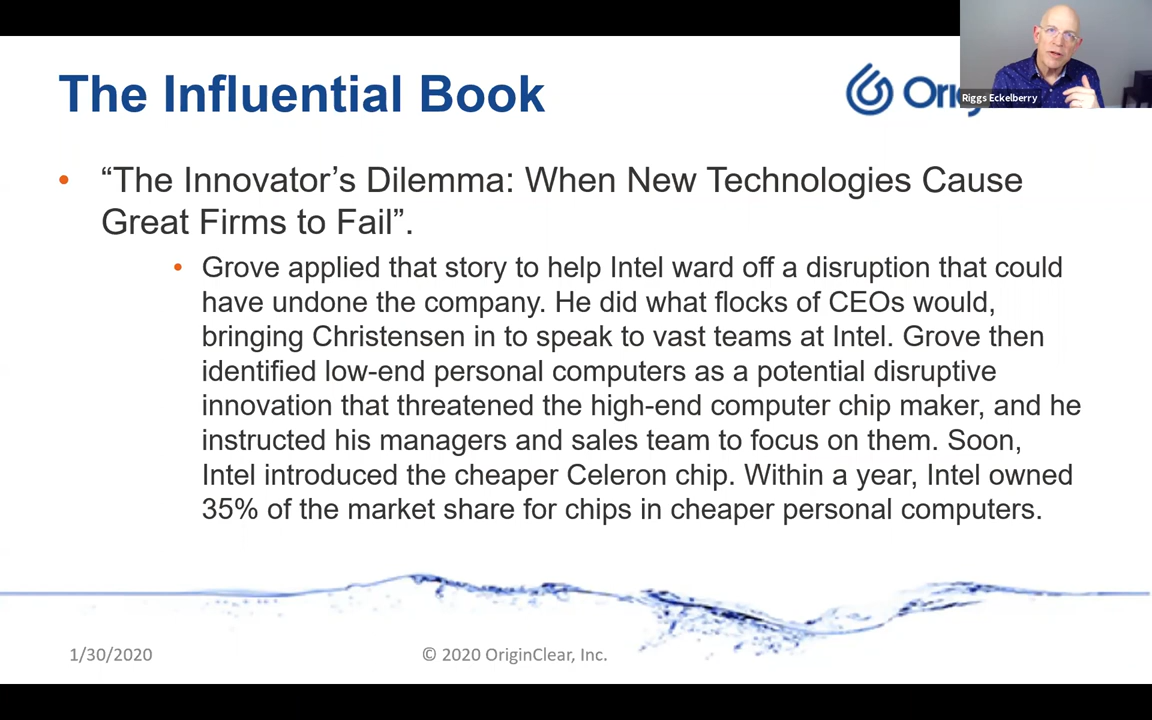 The Influential Book
Ori
Riggs Eckelberry
• “The Innovator’s Dilemma: When New Technologies Cause
Great Firms to Fail”.
• Grove applied that story to help Intel ward off a disruption that could
have undone the company. He did what flocks of CEOs would,
bringing Christensen in to speak to vast teams at Intel. Grove then
identified low-end personal computers as a potential disruptive
innovation that threatened the high-end computer chip maker, and he
instructed his managers and sales team to focus on them. Soon,
Intel introduced the cheaper Celeron chip. Within a year, Intel owned
35% of the market share for chips in cheaper personal computers.
1/30/2020
© 2020 OriginClear, Inc.